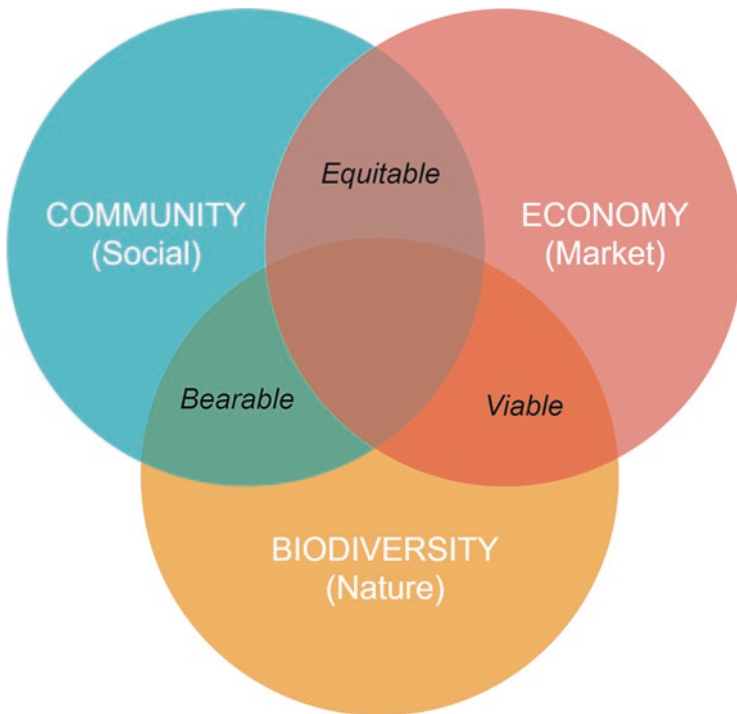 Equitable
COMMUNITY
(Social)
ECONOMY
(Market)
Bearable
Viable
BIODIVERSITY
(Nature)